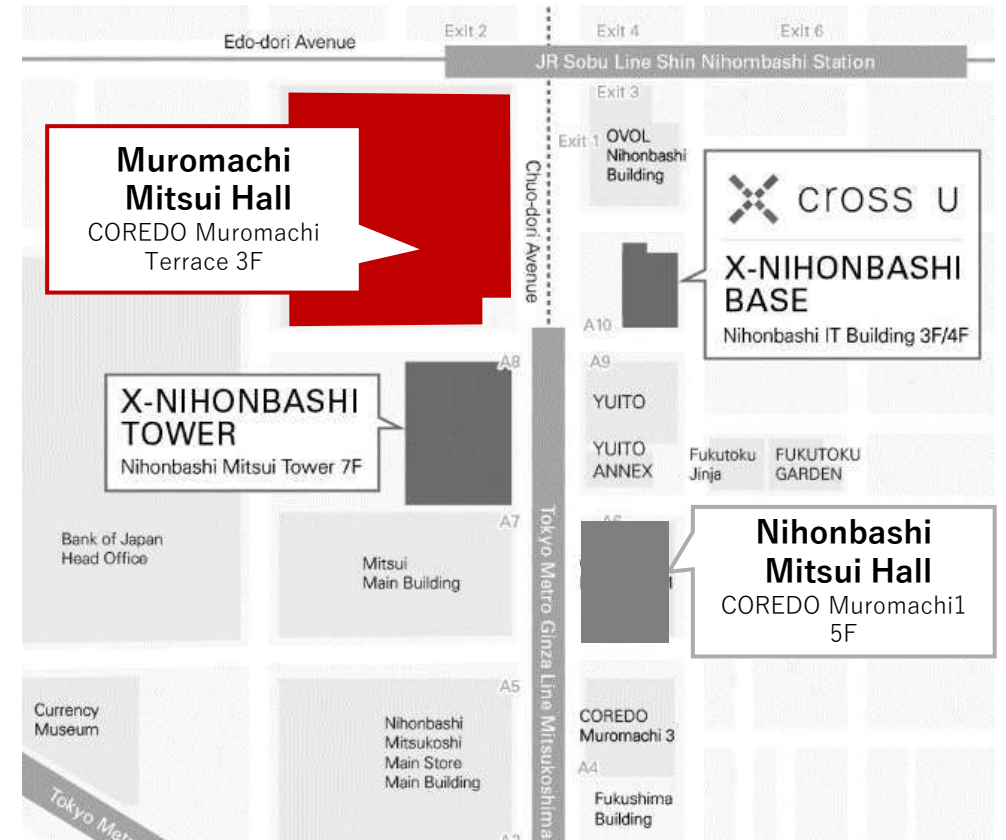 Edo-dori Avenue
Exit 2
Exit 4
Exit 6
JR Sobu Line Shin Nihombashi Station
Exit 3
Exit 1
OVOL
Nihonbashi
Building
Muromachi
Mitsui Hall
COREDO Muromachi
Terrace 3F
Chuo-dori Avenue
cross U
X-NIHONBASHI
BASE
Nihonbashi IT Building 3F/4F
A10
A8
A9
X-NIHONBASHI
TOWER
Nihonbashi Mitsui Tower 7F
YUITO
YUITO
ANNEX
Fukutoku
Jinja
FUKUTOKU
GARDEN
A7
Bank of Japan
Head Office
Mitsui
Main Building
Tokyo Metro Ginza Line Mitsukoshima
Nihonbashi
Mitsui Hall
COREDO Muromachi1
5F
A5
Currency
Museum
Nihonbashi
Mitsukoshi
Main Store
Main Building
COREDO
Muromachi 3
A4
Fukushima
Building
Tokyo